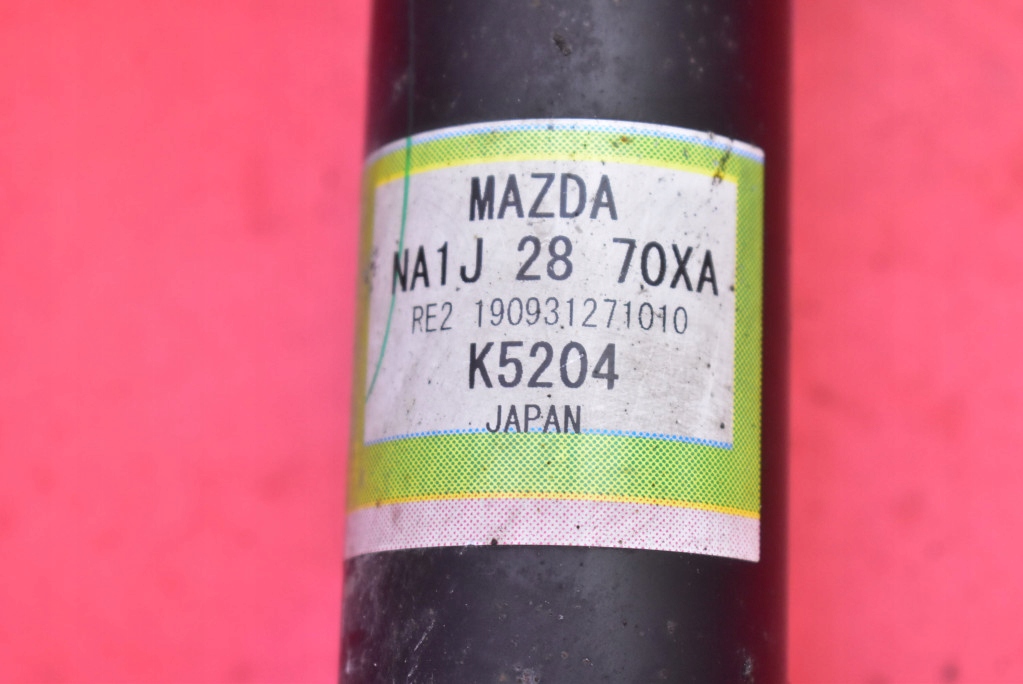 MAZDA
NA1J 28 70XA
RE2 190931271010
K5204
JAPAN